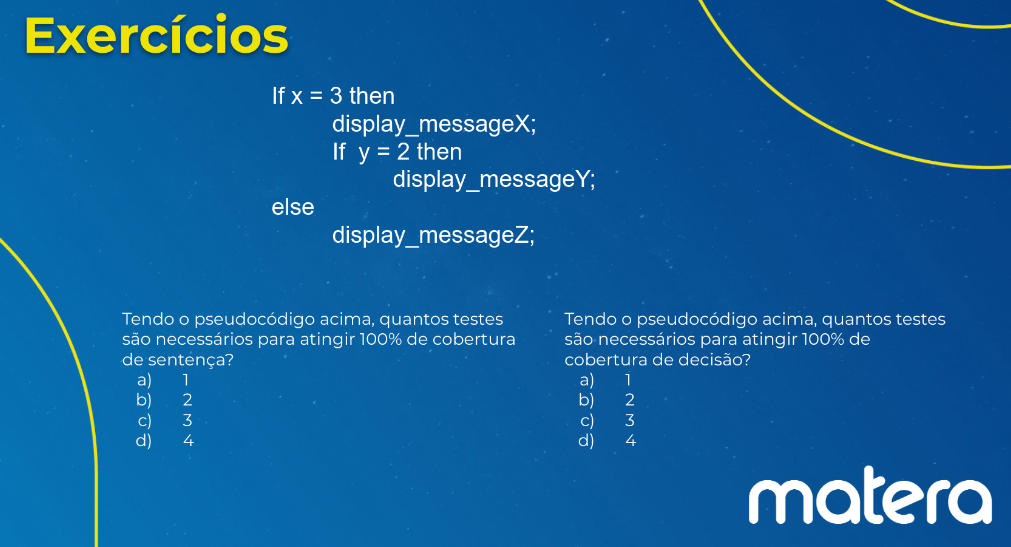 Exercícios
If x = 3 then
display_messageX;
If y = 2 then
display_messageY;
else
display_messageZ;
Tendo o pseudocódigo acima, quantos testes
são necessários para atingir 100% de cobertura
de sentença?
a) 1
b) 2
c) 3
d) 4
Tendo o pseudocódigo acima, quantos testes
são necessários para atingir 100% de
cobertura de decisão?
a) 1
b) 2
c) 3
d) 4
matera